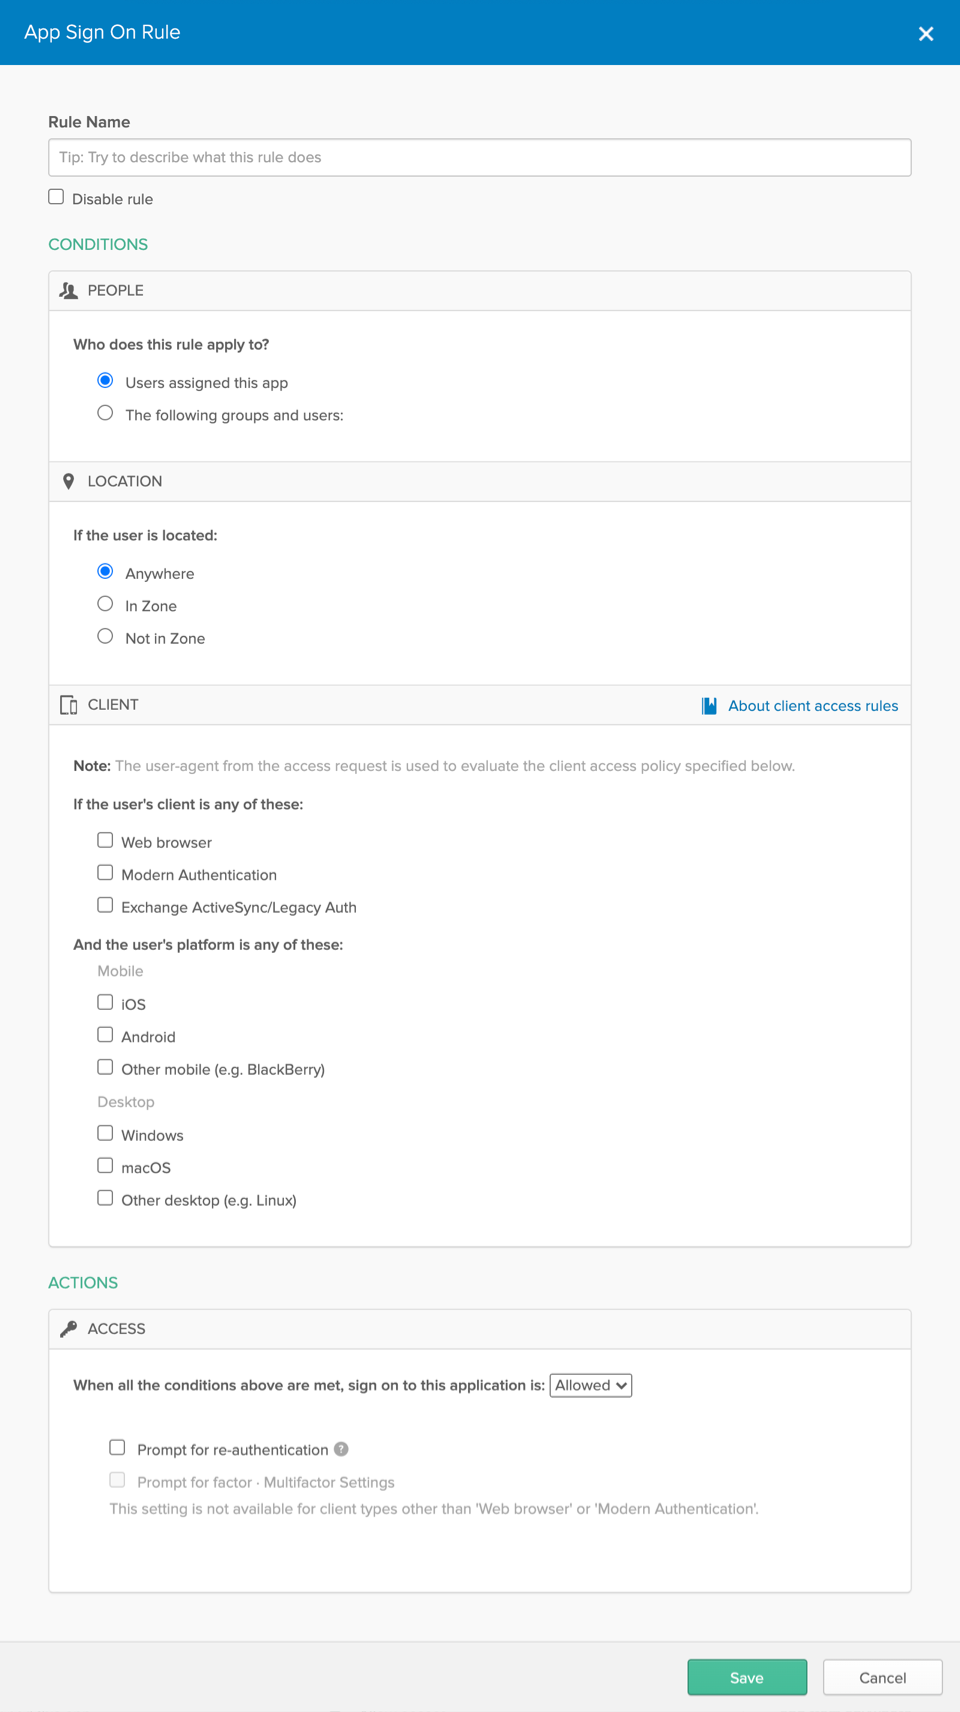 App Sign On Rule
Rule Name
Tip: Try to describe what this rule does
Disable rule
CONDITIONS
PEOPLE
Who does this rule apply to?
Users assigned this app
The following groups and users:
LOCATION
If the user is located:
Anywhere
In Zone
Not in Zone
CLIENT
About client access rules
Note: The user-agent from the access request is used to evaluate the client access policy specified below.
If the user's client is any of these:
Web browser
Modern Authentication
Exchange ActiveSync/Legacy Auth
And the user's platform is any of these:
Mobile
iOS
Android
Other mobile (e.g. BlackBerry)
Desktop
Windows
macOS
Other desktop (e.g. Linux)
ACTIONS
ACCESS
When all the conditions above are met, sign on to this application is: Allowed
Prompt for re-authentication ?
Prompt for factor · Multifactor Settings
This setting is not available for client types other than 'Web browser' or 'Modern Authentication'.
Save
Cancel